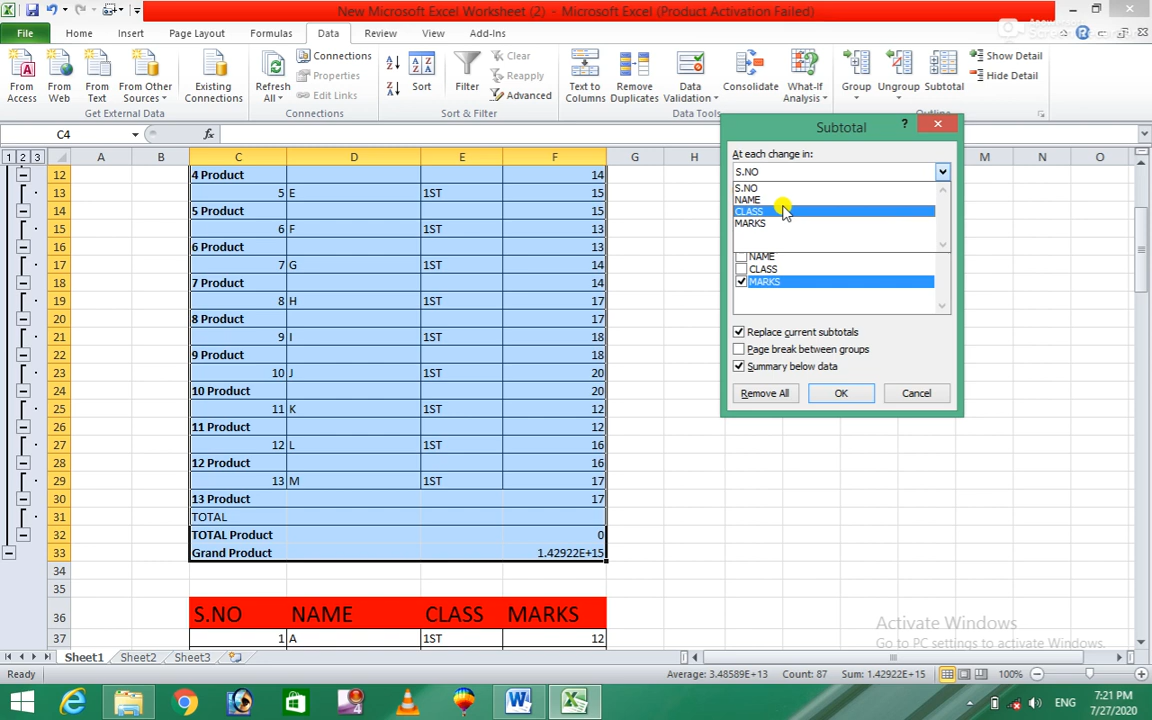 New Microsoft Excel Worksheet (2) - Microsoft Excel (Product Activation Failed)
File Home Insert Page Layout Formulas Data Review View Add-Ins
From Access
From Web
From Text
From Other Sources
Existing Connections
Get External Data
Refresh All
Connections
Properties
Edit Links
Connections
Sort
Filter
Clear
Reapply
Advanced
Sort & Filter
Text to Columns
Remove Duplicates
Data Validation
Consolidate
What-If Analysis
Data Tools
Group
Ungroup
Subtotal
Show Detail
Hide Detail
C4
fx
1 2 3
A B C D E F G H M N O
12 4 Product 14
13 5 E 1ST 15
14 5 Product 15
15 6 F 1ST 13
16 6 Product 13
17 7 G 1ST 14
18 7 Product 14
19 8 H 1ST 17
20 8 Product 17
21 9 I 1ST 18
22 9 Product 18
23 10 J 1ST 20
24 10 Product 20
25 11 K 1ST 12
26 11 Product 12
27 12 L 1ST 16
28 12 Product 16
29 13 M 1ST 17
30 13 Product 17
31 TOTAL
32 TOTAL Product 0
33 Grand Product 1.42922E+15
34
35
36 S.NO NAME CLASS MARKS
37 1 A 1ST 12
Subtotal
?
At each change in:
S.NO
S.NO
NAME
CLASS
MARKS
NAME
CLASS
MARKS
Replace current subtotals
Page break between groups
Summary below data
Remove All OK Cancel
Activate Windows
Go to PC settings to activate Windows.
Sheet1 Sheet2 Sheet3
Ready Average: 3.48589E+13 Count: 87 Sum: 1.42922E+15 100%
ENG 7:21 PM
7/27/2020